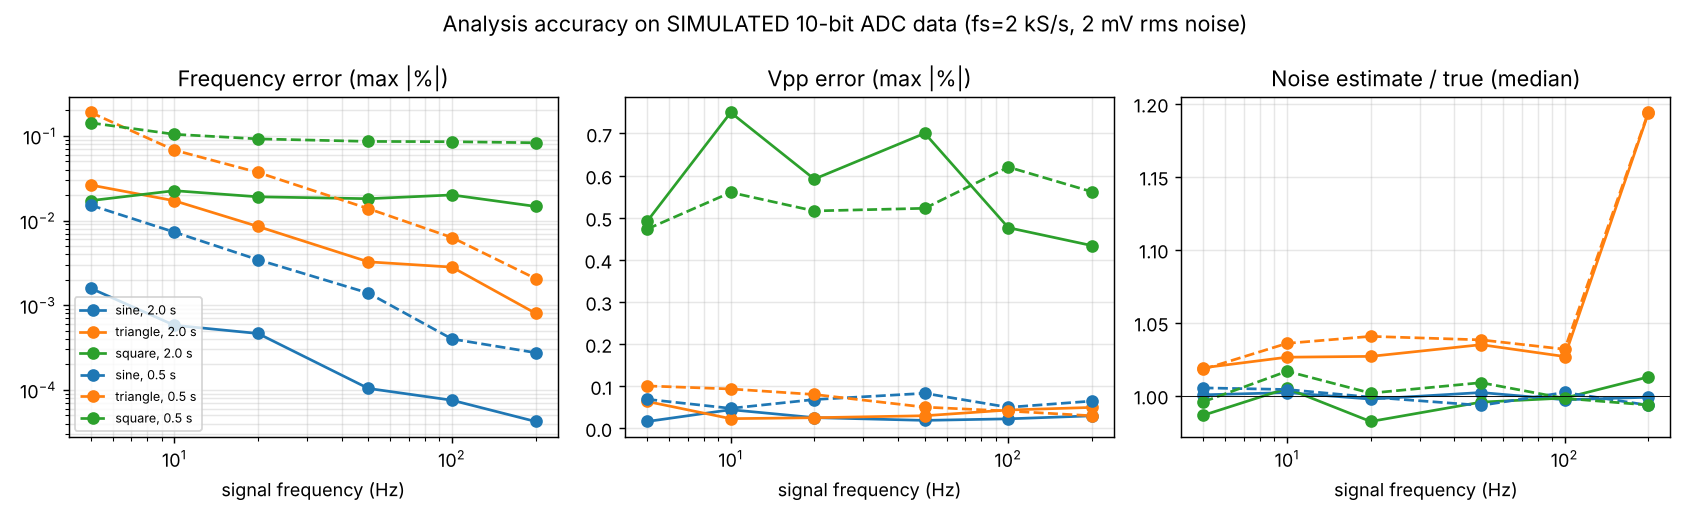 Analysis accuracy on SIMULATED 10-bit ADC data (fs=2 kS/s, 2 mV rms noise)
Frequency error (max |%|)
10⁻¹
10⁻²
10⁻³
10⁻⁴
sine, 2.0 s
triangle, 2.0 s
square, 2.0 s
sine, 0.5 s
triangle, 0.5 s
square, 0.5 s
10¹
10²
signal frequency (Hz)
Vpp error (max |%|)
0.7
0.6
0.5
0.4
0.3
0.2
0.1
0.0
10¹
10²
signal frequency (Hz)
Noise estimate / true (median)
1.20
1.15
1.10
1.05
1.00
10¹
10²
signal frequency (Hz)